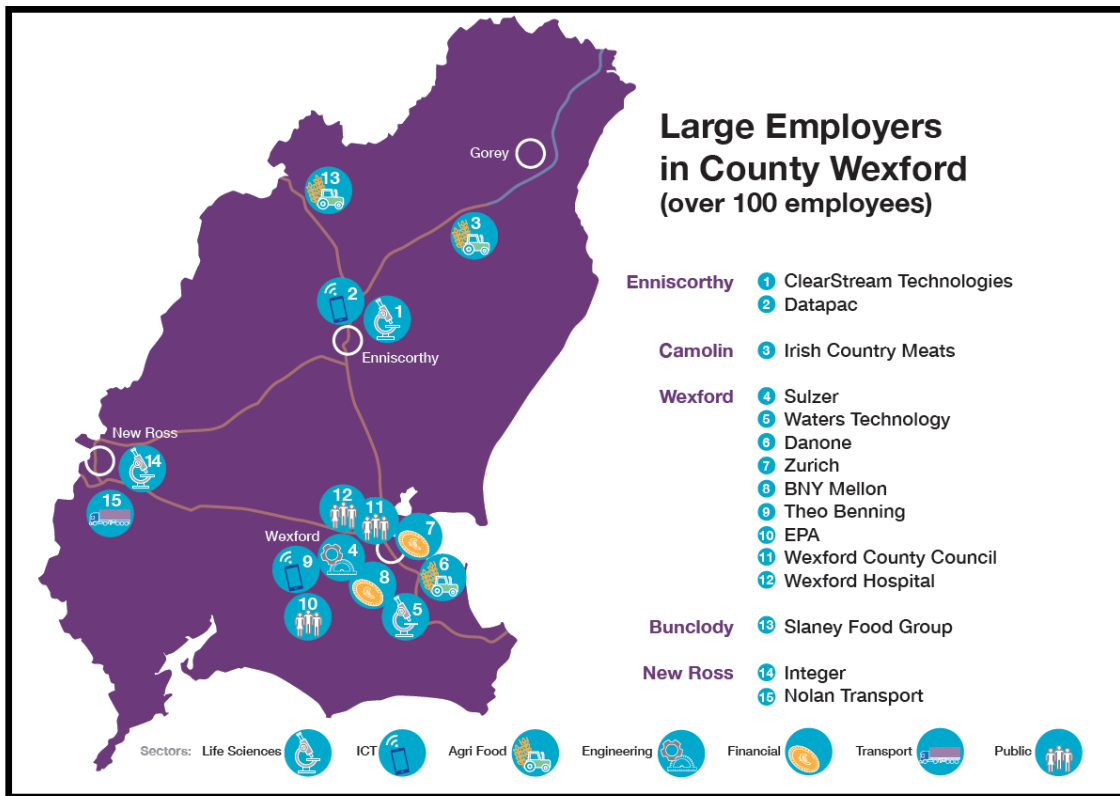 Large Employers
in County Wexford
(over 100 employees)
Gorey
13
3
2
1
Enniscorthy
New Ross
14
15
12
11
7
Wexford
4
9
6
8
10
5
Enniscorthy
1 ClearStream Technologies
2 Datapac
Camolin
3 Irish Country Meats
Wexford
4 Sulzer
5 Waters Technology
6 Danone
7 Zurich
8 BNY Mellon
9 Theo Benning
10 EPA
11 Wexford County Council
12 Wexford Hospital
Bunclody
13 Slaney Food Group
New Ross
14 Integer
15 Nolan Transport
Sectors: Life Sciences ICT Agri Food Engineering Financial Transport Public